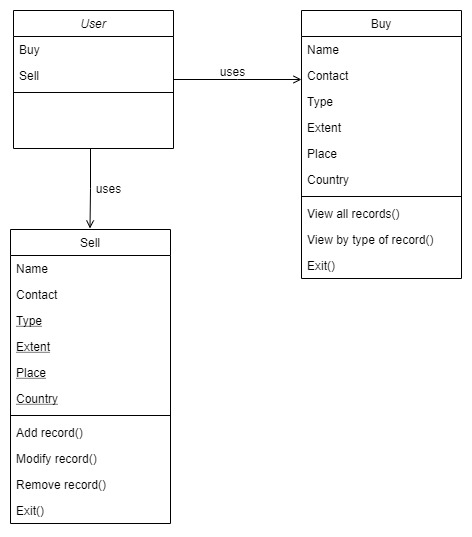 User
Buy
Sell
uses
Buy
Name
Contact
Type
Extent
Place
Country
View all records()
View by type of record()
Exit()
uses
Sell
Name
Contact
Type
Extent
Place
Country
Add record()
Modify record()
Remove record()
Exit()